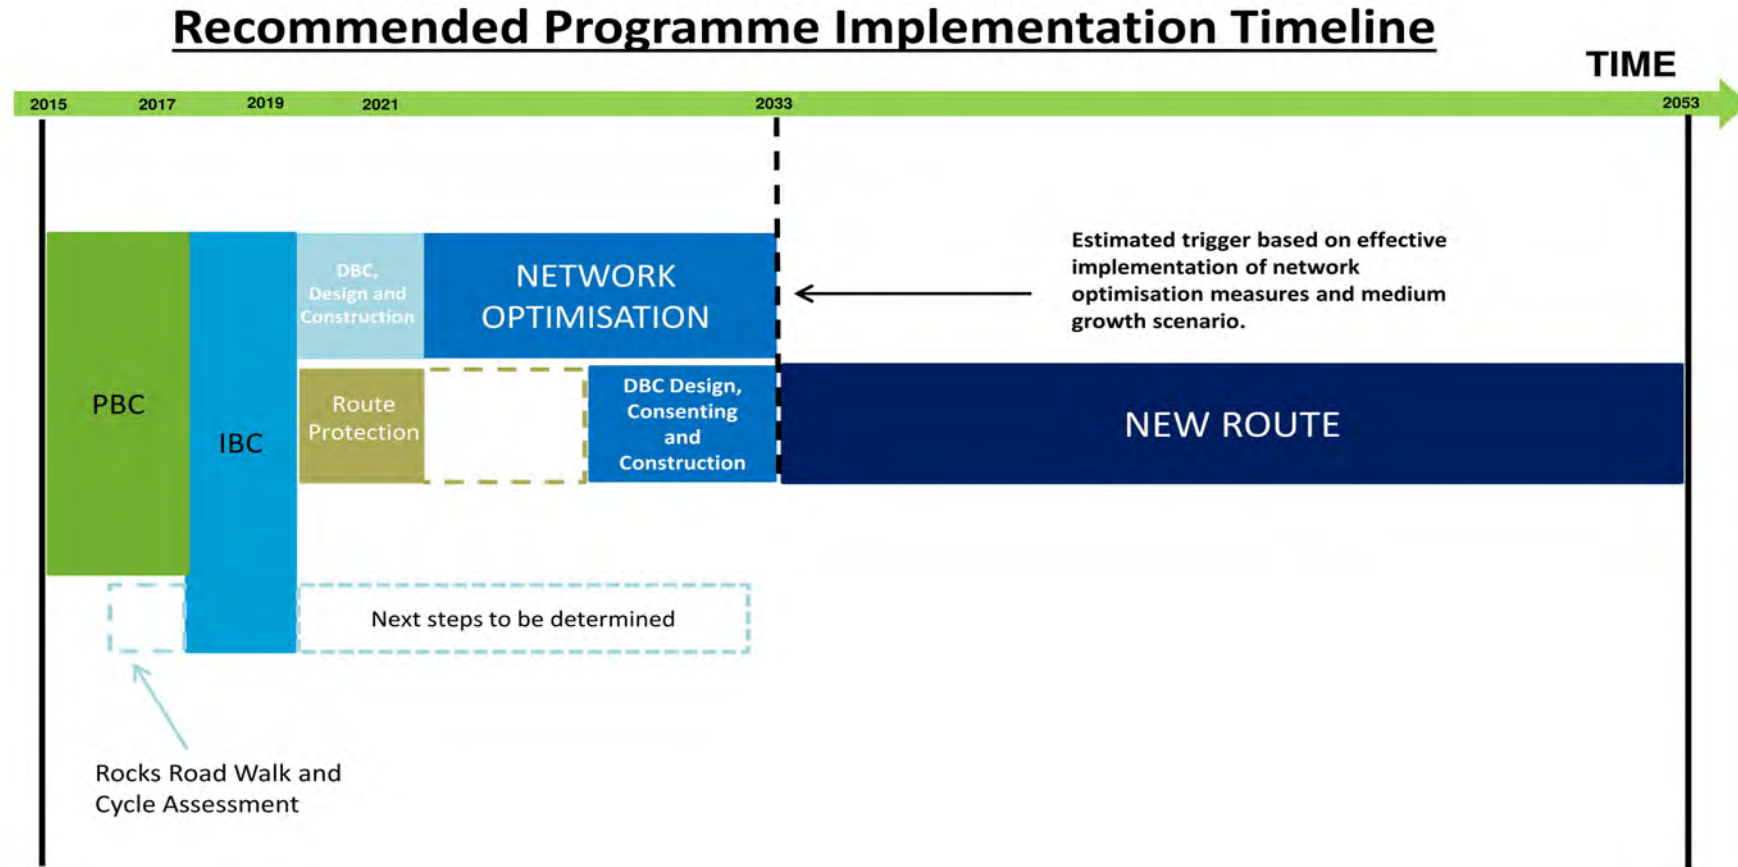 Recommended Programme Implementation Timeline
TIME
2015 2017 2019 2021 2033 2053
DBC,
Design and
Construction
NETWORK
OPTIMISATION
Estimated trigger based on effective
implementation of network
optimisation measures and medium
growth scenario.
PBC
IBC
Route
Protection
DBC Design,
Consenting
and
Construction
NEW ROUTE
Next steps to be determined
Rocks Road Walk and
Cycle Assessment